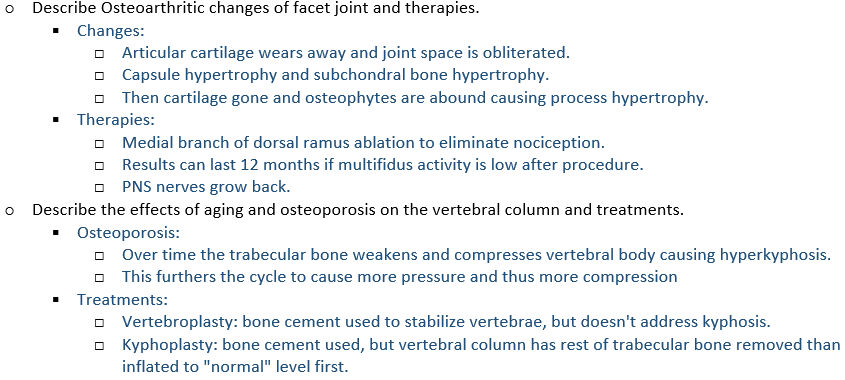 Describe Osteoarthritic changes of facet joint and therapies.
Changes:
Articular cartilage wears away and joint space is obliterated.
Capsule hypertrophy and subchondral bone hypertrophy.
Then cartilage gone and osteophytes are abound causing process hypertrophy.
Therapies:
Medial branch of dorsal ramus ablation to eliminate nociception.
Results can last 12 months if multifidus activity is low after procedure.
PNS nerves grow back.
Describe the effects of aging and osteoporosis on the vertebral column and treatments.
Osteoporosis:
Over time the trabecular bone weakens and compresses vertebral body causing hyperkyphosis.
This furthers the cycle to cause more pressure and thus more compression
Treatments:
Vertebroplasty: bone cement used to stabilize vertebrae, but doesn't address kyphosis.
Kyphoplasty: bone cement used, but vertebral column has rest of trabecular bone removed than
inflated to "normal" level first.